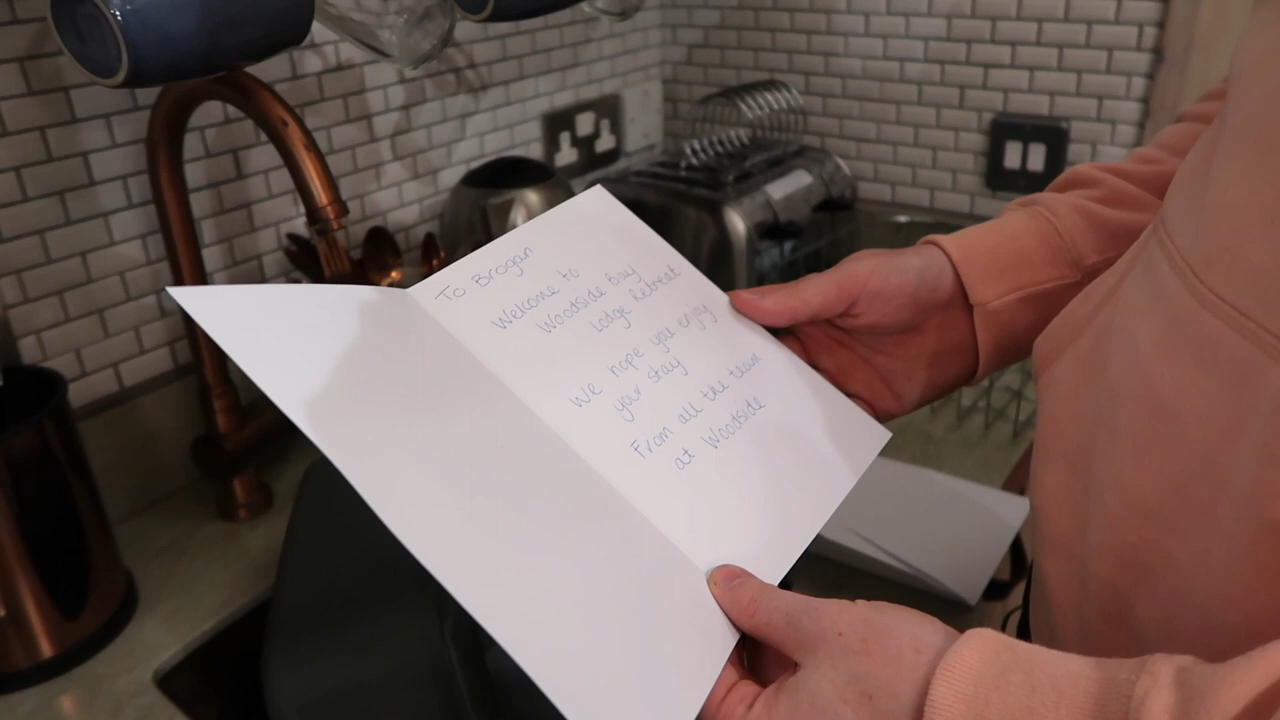 To Brogan
Welcome to
Woodside Bay
Lodge Retreat
We hope you enjoy
your stay
From all the team
at Woodside